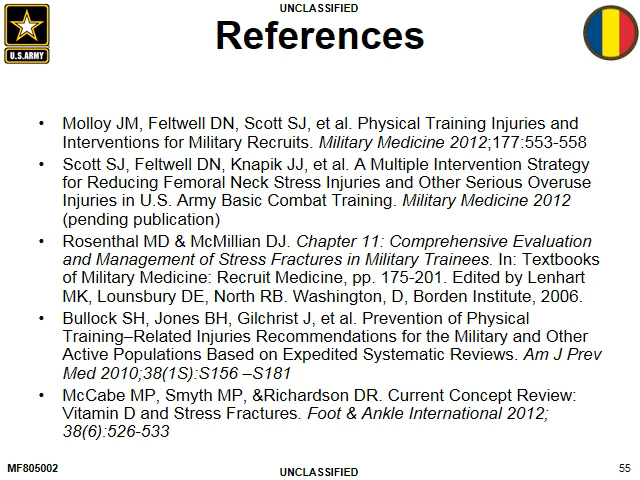 UNCLASSIFIED
References
U.S.ARMY
• Molloy JM, Feltwell DN, Scott SJ, et al. Physical Training Injuries and
Interventions for Military Recruits. Military Medicine 2012;177:553-558
• Scott SJ, Feltwell DN, Knapik JJ, et al. A Multiple Intervention Strategy
for Reducing Femoral Neck Stress Injuries and Other Serious Overuse
Injuries in U.S. Army Basic Combat Training. Military Medicine 2012
(pending publication)
• Rosenthal MD & McMillian DJ. Chapter 11: Comprehensive Evaluation
and Management of Stress Fractures in Military Trainees. In: Textbooks
of Military Medicine: Recruit Medicine, pp. 175-201. Edited by Lenhart
MK, Lounsbury DE, North RB. Washington, D, Borden Institute, 2006.
• Bullock SH, Jones BH, Gilchrist J, et al. Prevention of Physical
Training–Related Injuries Recommendations for the Military and Other
Active Populations Based on Expedited Systematic Reviews. Am J Prev
Med 2010;38(1S):S156 –S181
• McCabe MP, Smyth MP, &Richardson DR. Current Concept Review:
Vitamin D and Stress Fractures. Foot & Ankle International 2012;
38(6):526-533
MF805002
UNCLASSIFIED
55